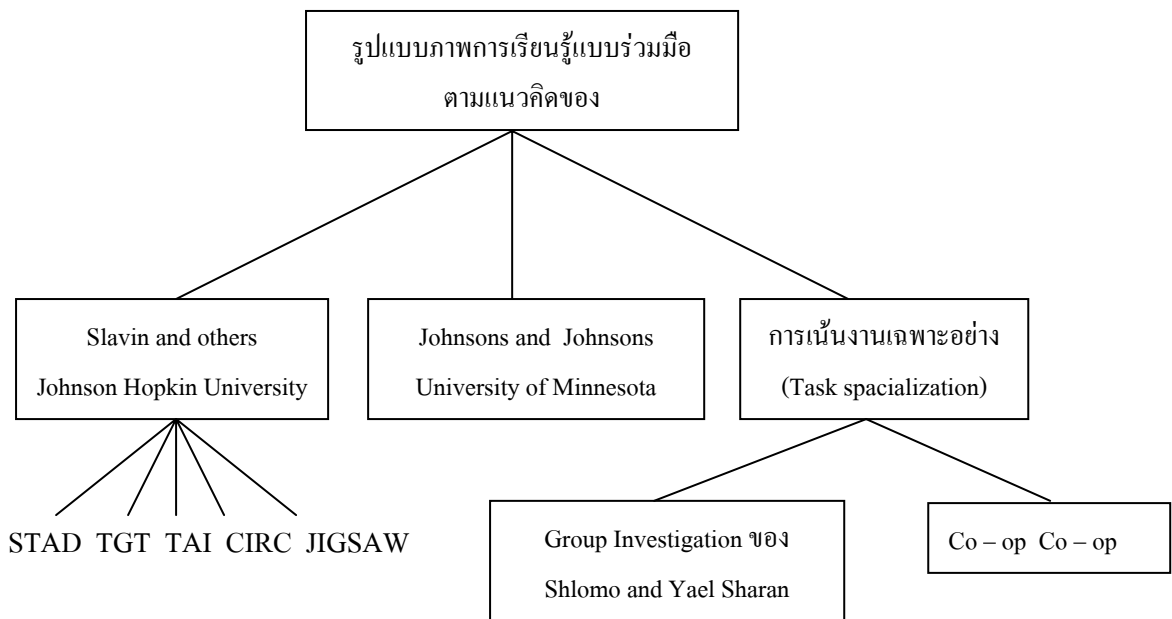 รูปแบบภาพการเรียนรู้แบบร่วมมือ
ตามแนวคิดของ
Slavin and others
Johnson Hopkin University
Johnsons and Johnsons
University of Minnesota
การเน้นงานเฉพาะอย่าง
(Task spacialization)
STAD TGT TAI CIRC JIGSAW
Group Investigation ของ
Shlomo and Yael Sharan
Co – op Co – op